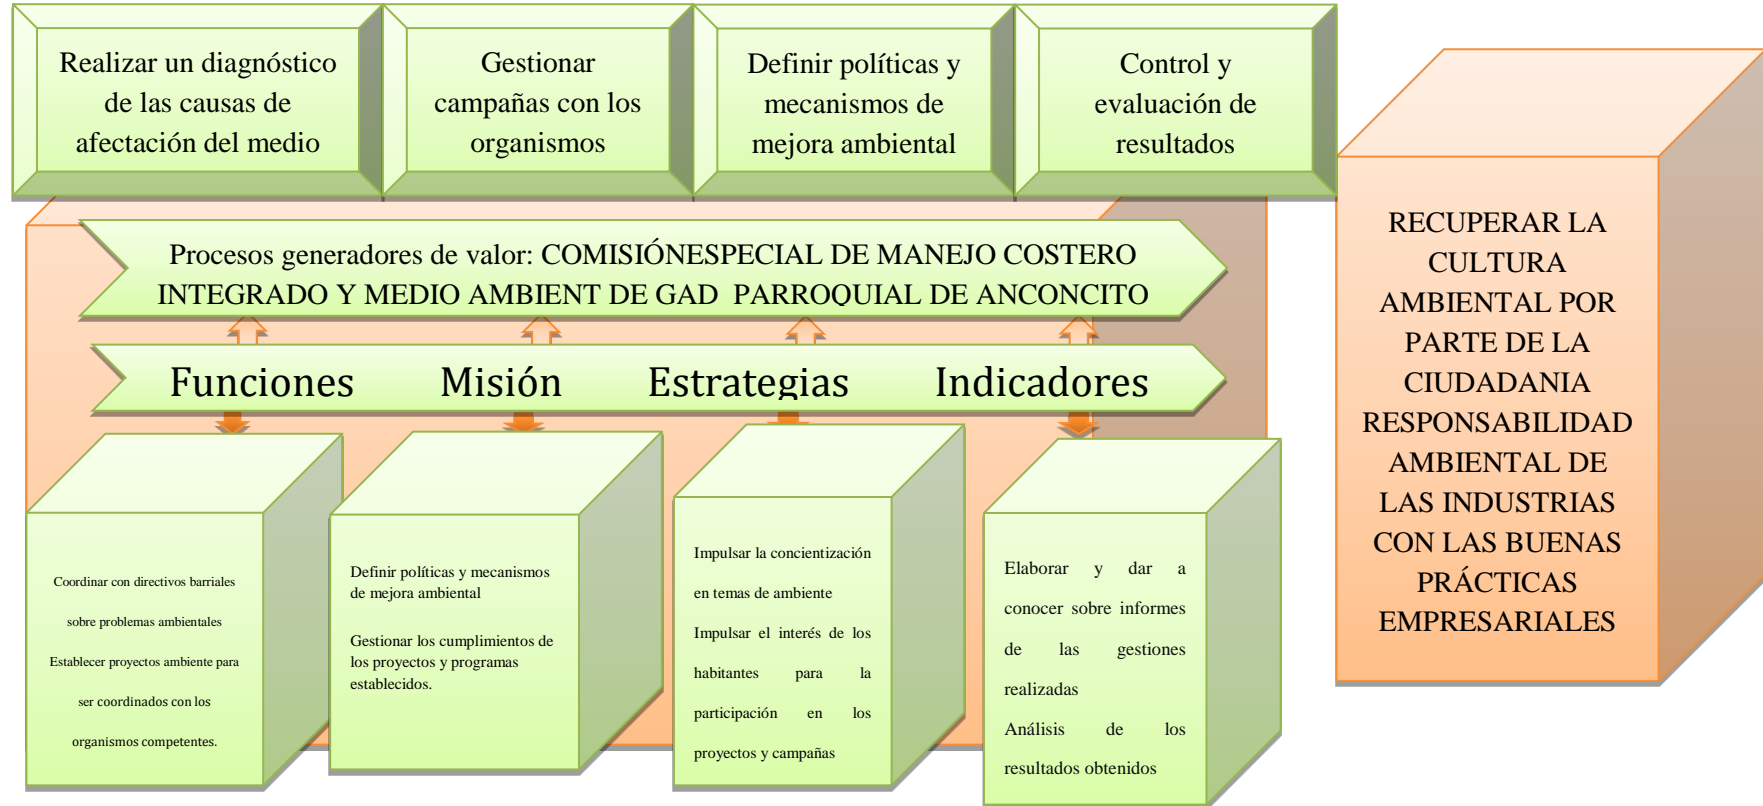 Realizar un diagnóstico
de las causas de
afectación del medio
Gestionar
campañas con los
organismos
Definir políticas y
mecanismos de
mejora ambiental
Control y
evaluación de
resultados
Procesos generadores de valor: COMISIÓNESPECIAL DE MANEJO COSTERO
INTEGRADO Y MEDIO AMBIENT DE GAD PARROQUIAL DE ANCONCITO
Funciones Misión Estrategias Indicadores
Coordinar con directivos barriales
sobre problemas ambientales
Establecer proyectos ambiente para
ser coordinados con los
organismos competentes.
Definir políticas y mecanismos
de mejora ambiental
Gestionar los cumplimientos de
los proyectos y programas
establecidos.
Impulsar la concientización
en temas de ambiente
Impulsar el interés de los
habitantes para la
participación en los
proyectos y campañas
Elaborar y dar a
conocer sobre informes
de las gestiones
realizadas
Análisis de los
resultados obtenidos
RECUPERAR LA
CULTURA
AMBIENTAL POR
PARTE DE LA
CIUDADANIA
RESPONSABILIDAD
AMBIENTAL DE
LAS INDUSTRIAS
CON LAS BUENAS
PRÁCTICAS
EMPRESARIALES